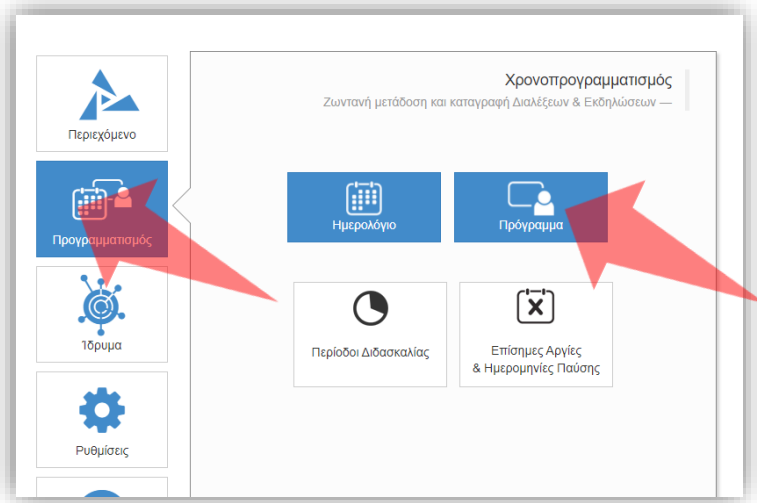 Χρονοπρογραμματισμός
Ζωντανή μετάδοση και καταγραφή Διαλέξεων & Εκδηλώσεων —
Περιεχόμενο
Προγραμματισμός
Ίδρυμα
Ρυθμίσεις
Ημερολόγιο
Πρόγραμμα
Περίοδοι Διδασκαλίας
Επίσημες Αργίες
& Ημερομηνίες Παύσης